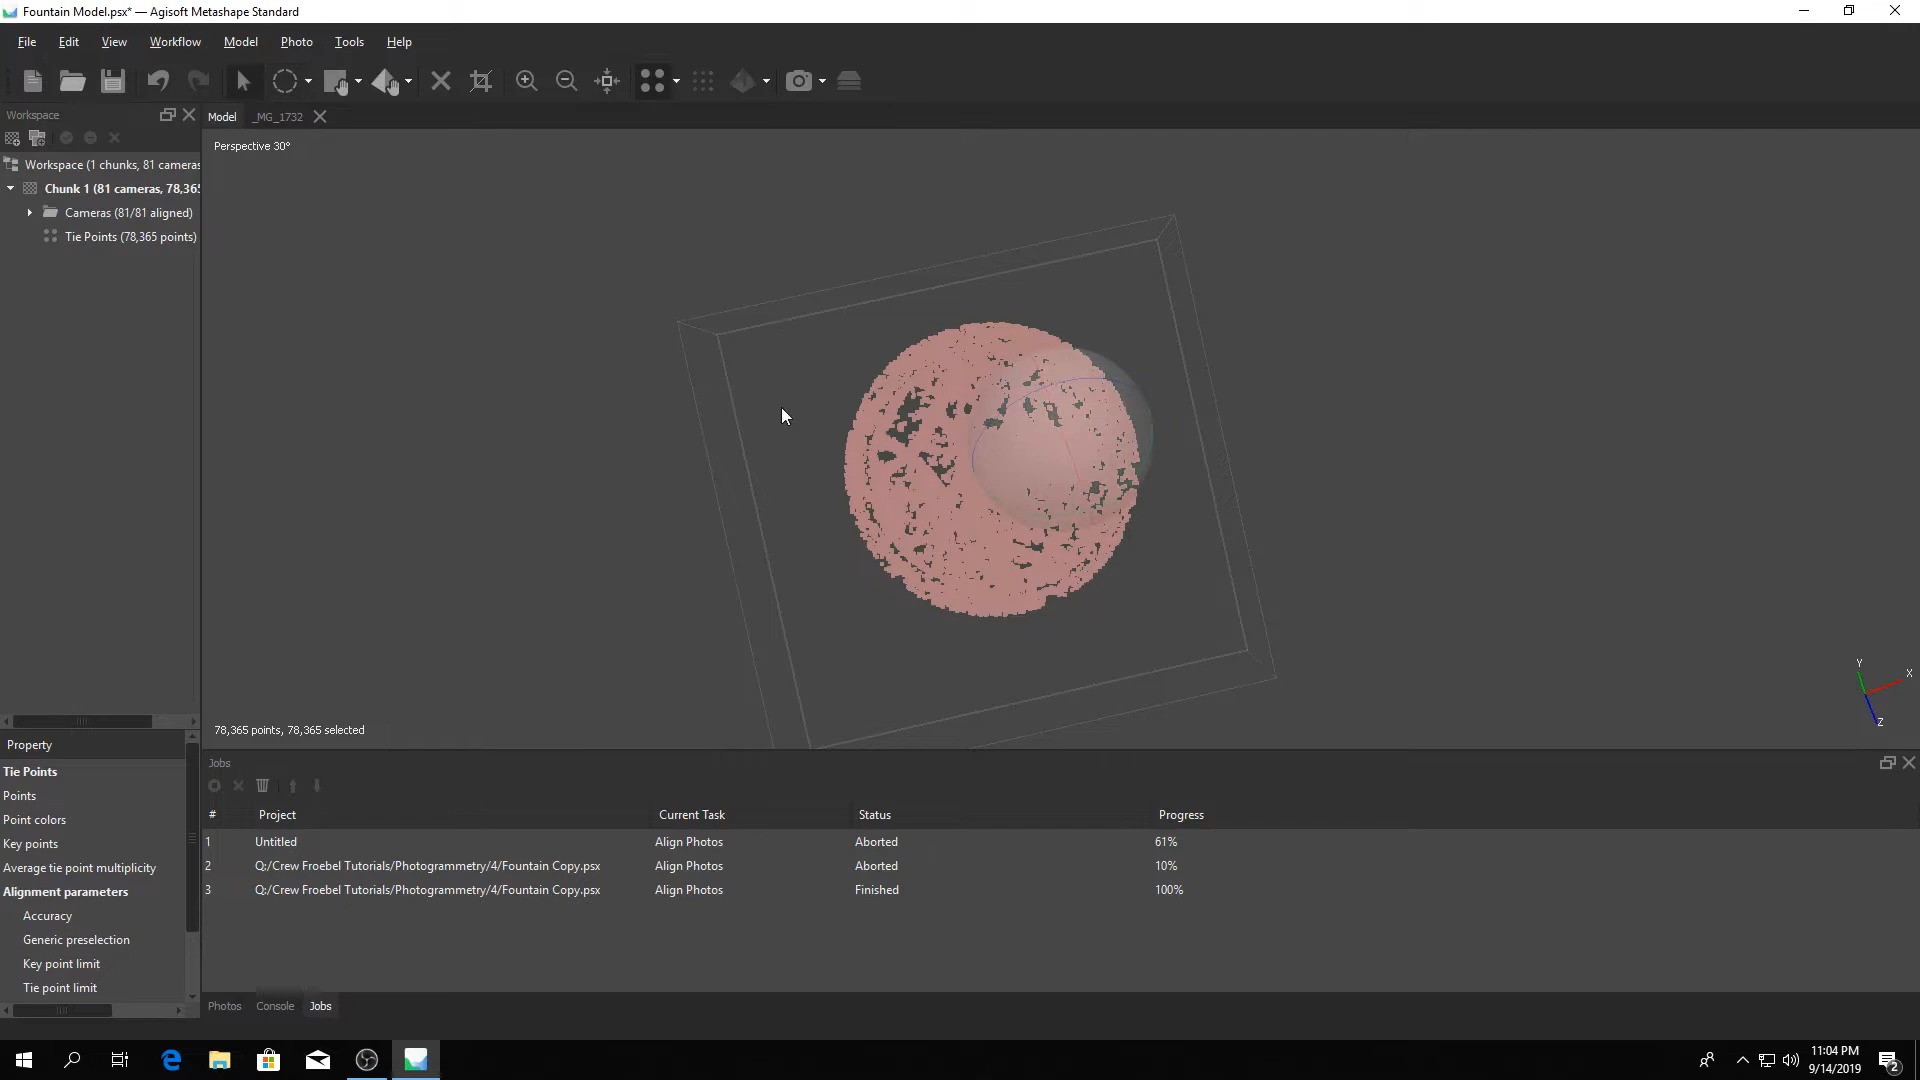 Fountain Model.psx* — Agisoft Metashape Standard
File Edit View Workflow Model Photo Tools Help
Workspace
Model _MG_1732
Perspective 30°
Workspace (1 chunks, 81 cameras
Chunk 1 (81 cameras, 78,365
Cameras (81/81 aligned)
Tie Points (78,365 points)
Y
X
Z
78,365 points, 78,365 selected
Property
Tie Points
Points
Point colors
Key points
Average tie point multiplicity
Alignment parameters
Accuracy
Generic preselection
Key point limit
Tie point limit
Jobs
# Project Current Task Status Progress
1 Untitled Align Photos Aborted 61%
2 Q:/Crew Froebel Tutorials/Photogrammetry/4/Fountain Copy.psx Align Photos Aborted 10%
3 Q:/Crew Froebel Tutorials/Photogrammetry/4/Fountain Copy.psx Align Photos Finished 100%
Photos Console Jobs
11:04 PM
9/14/2019
2